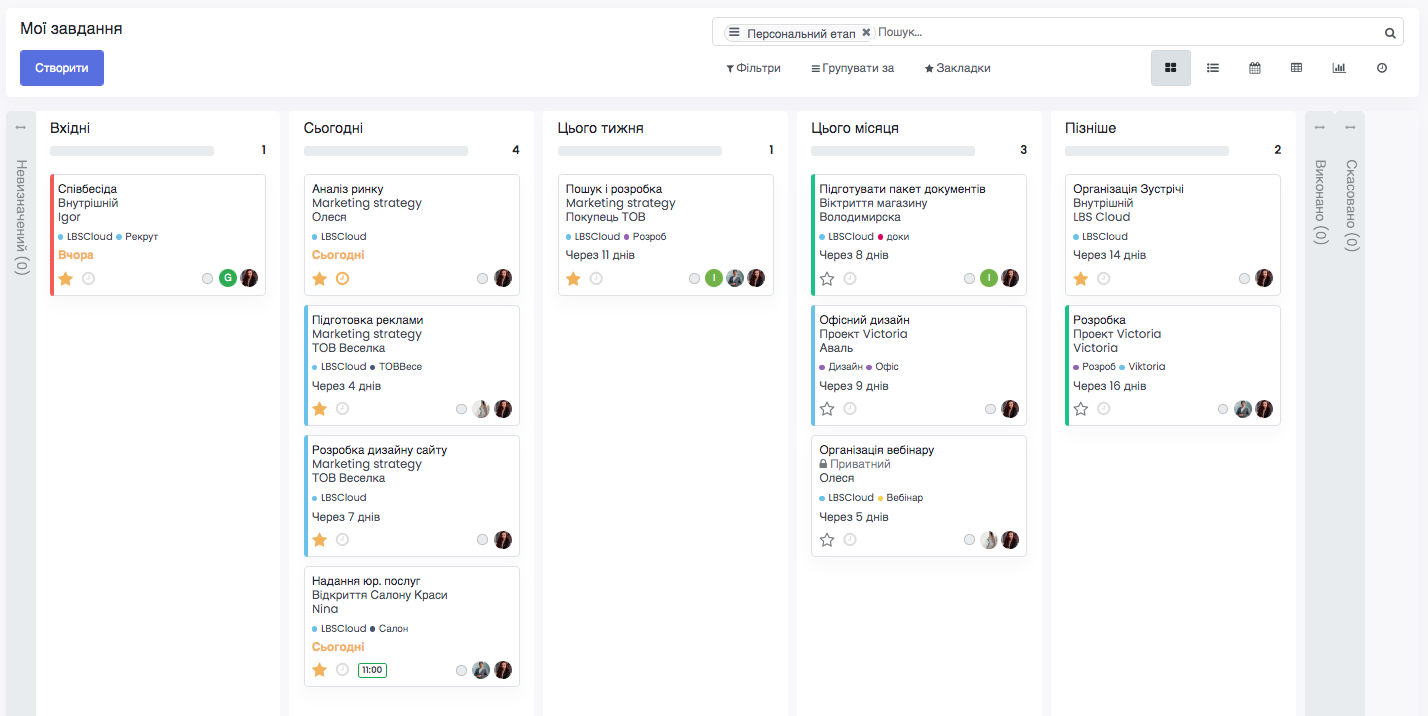 Мої завдання
Персональний етап
Пошук...
Створити
Фільтри
Групувати за
Закладки
Невизначений (0)
Вхідні
1
Співбесіда
Внутрішній
Igor
LBSCloud Рекрут
Вчора
G
Сьогодні
4
Аналіз ринку
Marketing strategy
Олеся
LBSCloud
Сьогодні
Підготовка реклами
Marketing strategy
ТОВ Веселка
LBSCloud ТОВВесе
Через 4 днів
Розробка дизайну сайту
Marketing strategy
ТОВ Веселка
LBSCloud
Через 7 днів
Надання юр. послуг
Відкриття Салону Краси
Nina
LBSCloud Салон
Сьогодні
11:00
Цього тижня
1
Пошук і розробка
Marketing strategy
Покупець ТОВ
LBSCloud Розроб
Через 11 днів
I
Цього місяця
3
Підготувати пакет документів
Віктриття магазину
Володимирска
LBSCloud доки
Через 8 днів
I
Офісний дизайн
Проект Victoria
Аваль
Дизайн Офіс
Через 9 днів
Організація вебінару
Приватний
Олеся
LBSCloud Вебінар
Через 5 днів
Пізніше
2
Організація Зустрічі
Внутрішній
LBS Cloud
LBSCloud
Через 14 днів
Розробка
Проект Victoria
Victoria
Розроб Viktoria
Через 16 днів
Виконано (0)
Скасовано (0)